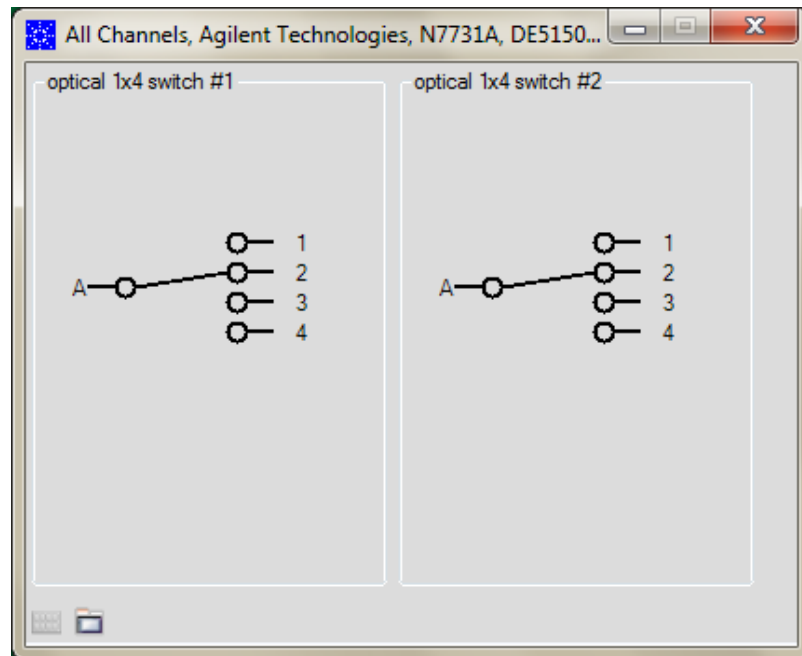 All Channels, Agilent Technologies, N7731A, DE5150...
optical 1x4 switch #1
A
1
2
3
4
optical 1x4 switch #2
A
1
2
3
4